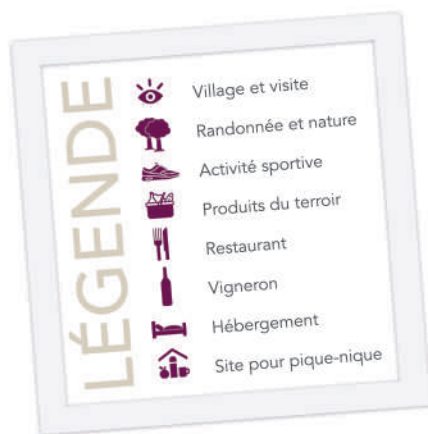 LÉGENDE
Village et visite
Randonnée et nature
Activité sportive
Produits du terroir
Restaurant
Vigneron
Hébergement
Site pour pique-nique